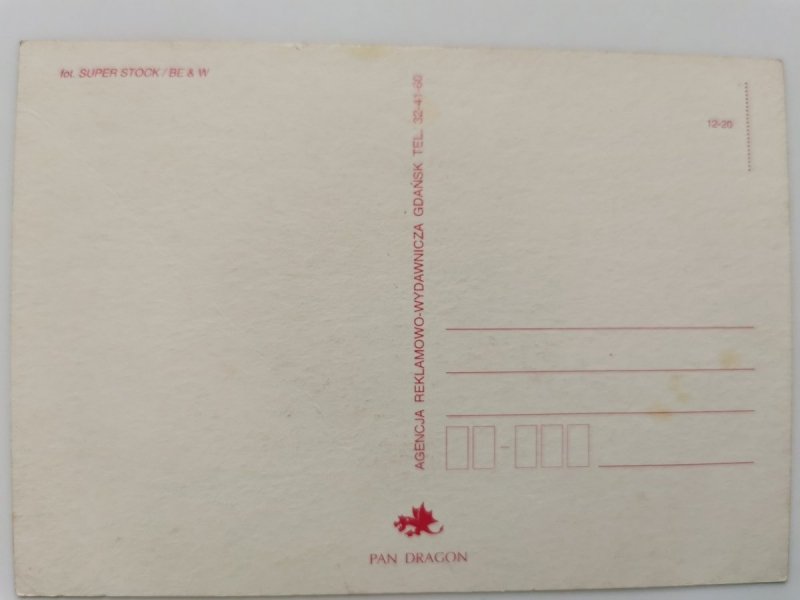 fot. SUPER STOCK / BE & W
AGENCJA REKLAMOWO-WYDAWNICZA GDAŃSK TEL. 32-41-60
12-20
PAN DRAGON